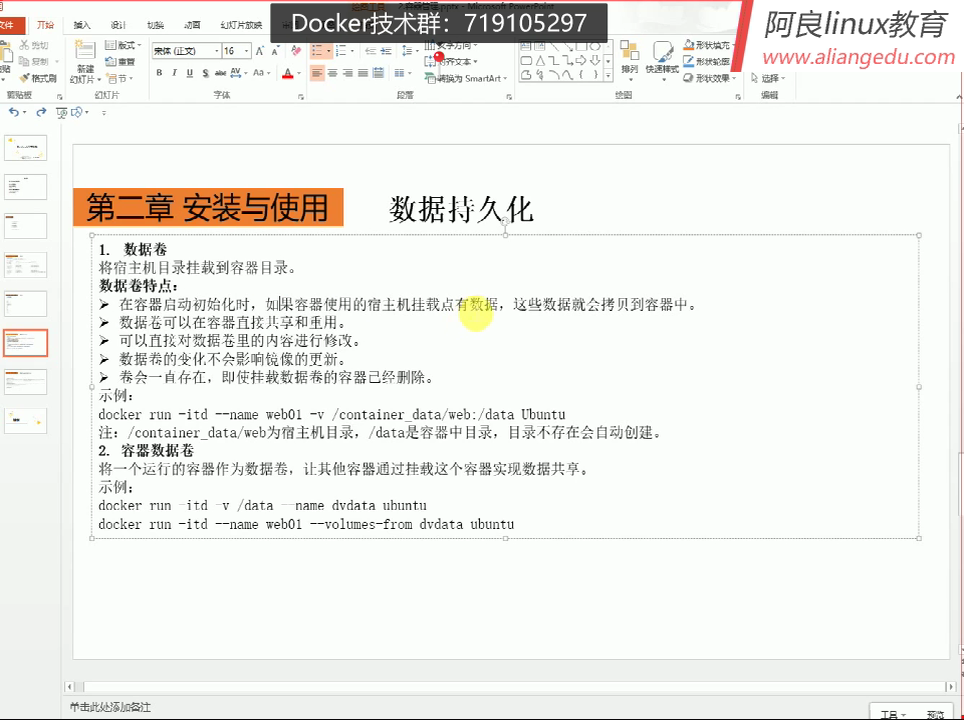 2.容器管理.pptx - Microsoft PowerPoint
Docker技术群：719105297
阿良linux教育
www.aliangedu.com
文件 开始 插入 设计 切换 动画 幻灯片放映
剪切
复制
格式刷
剪贴板
新建
幻灯片
版式
重置
节
幻灯片
宋体 (正文) 16
字体
文字方向
对齐文本
转换为 SmartArt
段落
排列
快速样式
形状填充
形状轮廓
形状效果
绘图
选择
编辑
第二章 安装与使用
数据持久化
1. 数据卷
将宿主机目录挂载到容器目录。
数据卷特点：
➢ 在容器启动初始化时，如果容器使用的宿主机挂载点有数据，这些数据就会拷贝到容器中。
➢ 数据卷可以在容器直接共享和重用。
➢ 可以直接对数据卷里的内容进行修改。
➢ 数据卷的变化不会影响镜像的更新。
➢ 卷会一直存在，即使挂载数据卷的容器已经删除。
示例：
docker run -itd --name web01 -v /container_data/web:/data Ubuntu
注：/container_data/web为宿主机目录，/data是容器中目录，目录不存在会自动创建。
2. 容器数据卷
将一个运行的容器作为数据卷，让其他容器通过挂载这个容器实现数据共享。
示例：
docker run -itd -v /data --name dvdata ubuntu
docker run -itd --name web01 --volumes-from dvdata ubuntu
单击此处添加备注
工具 预览